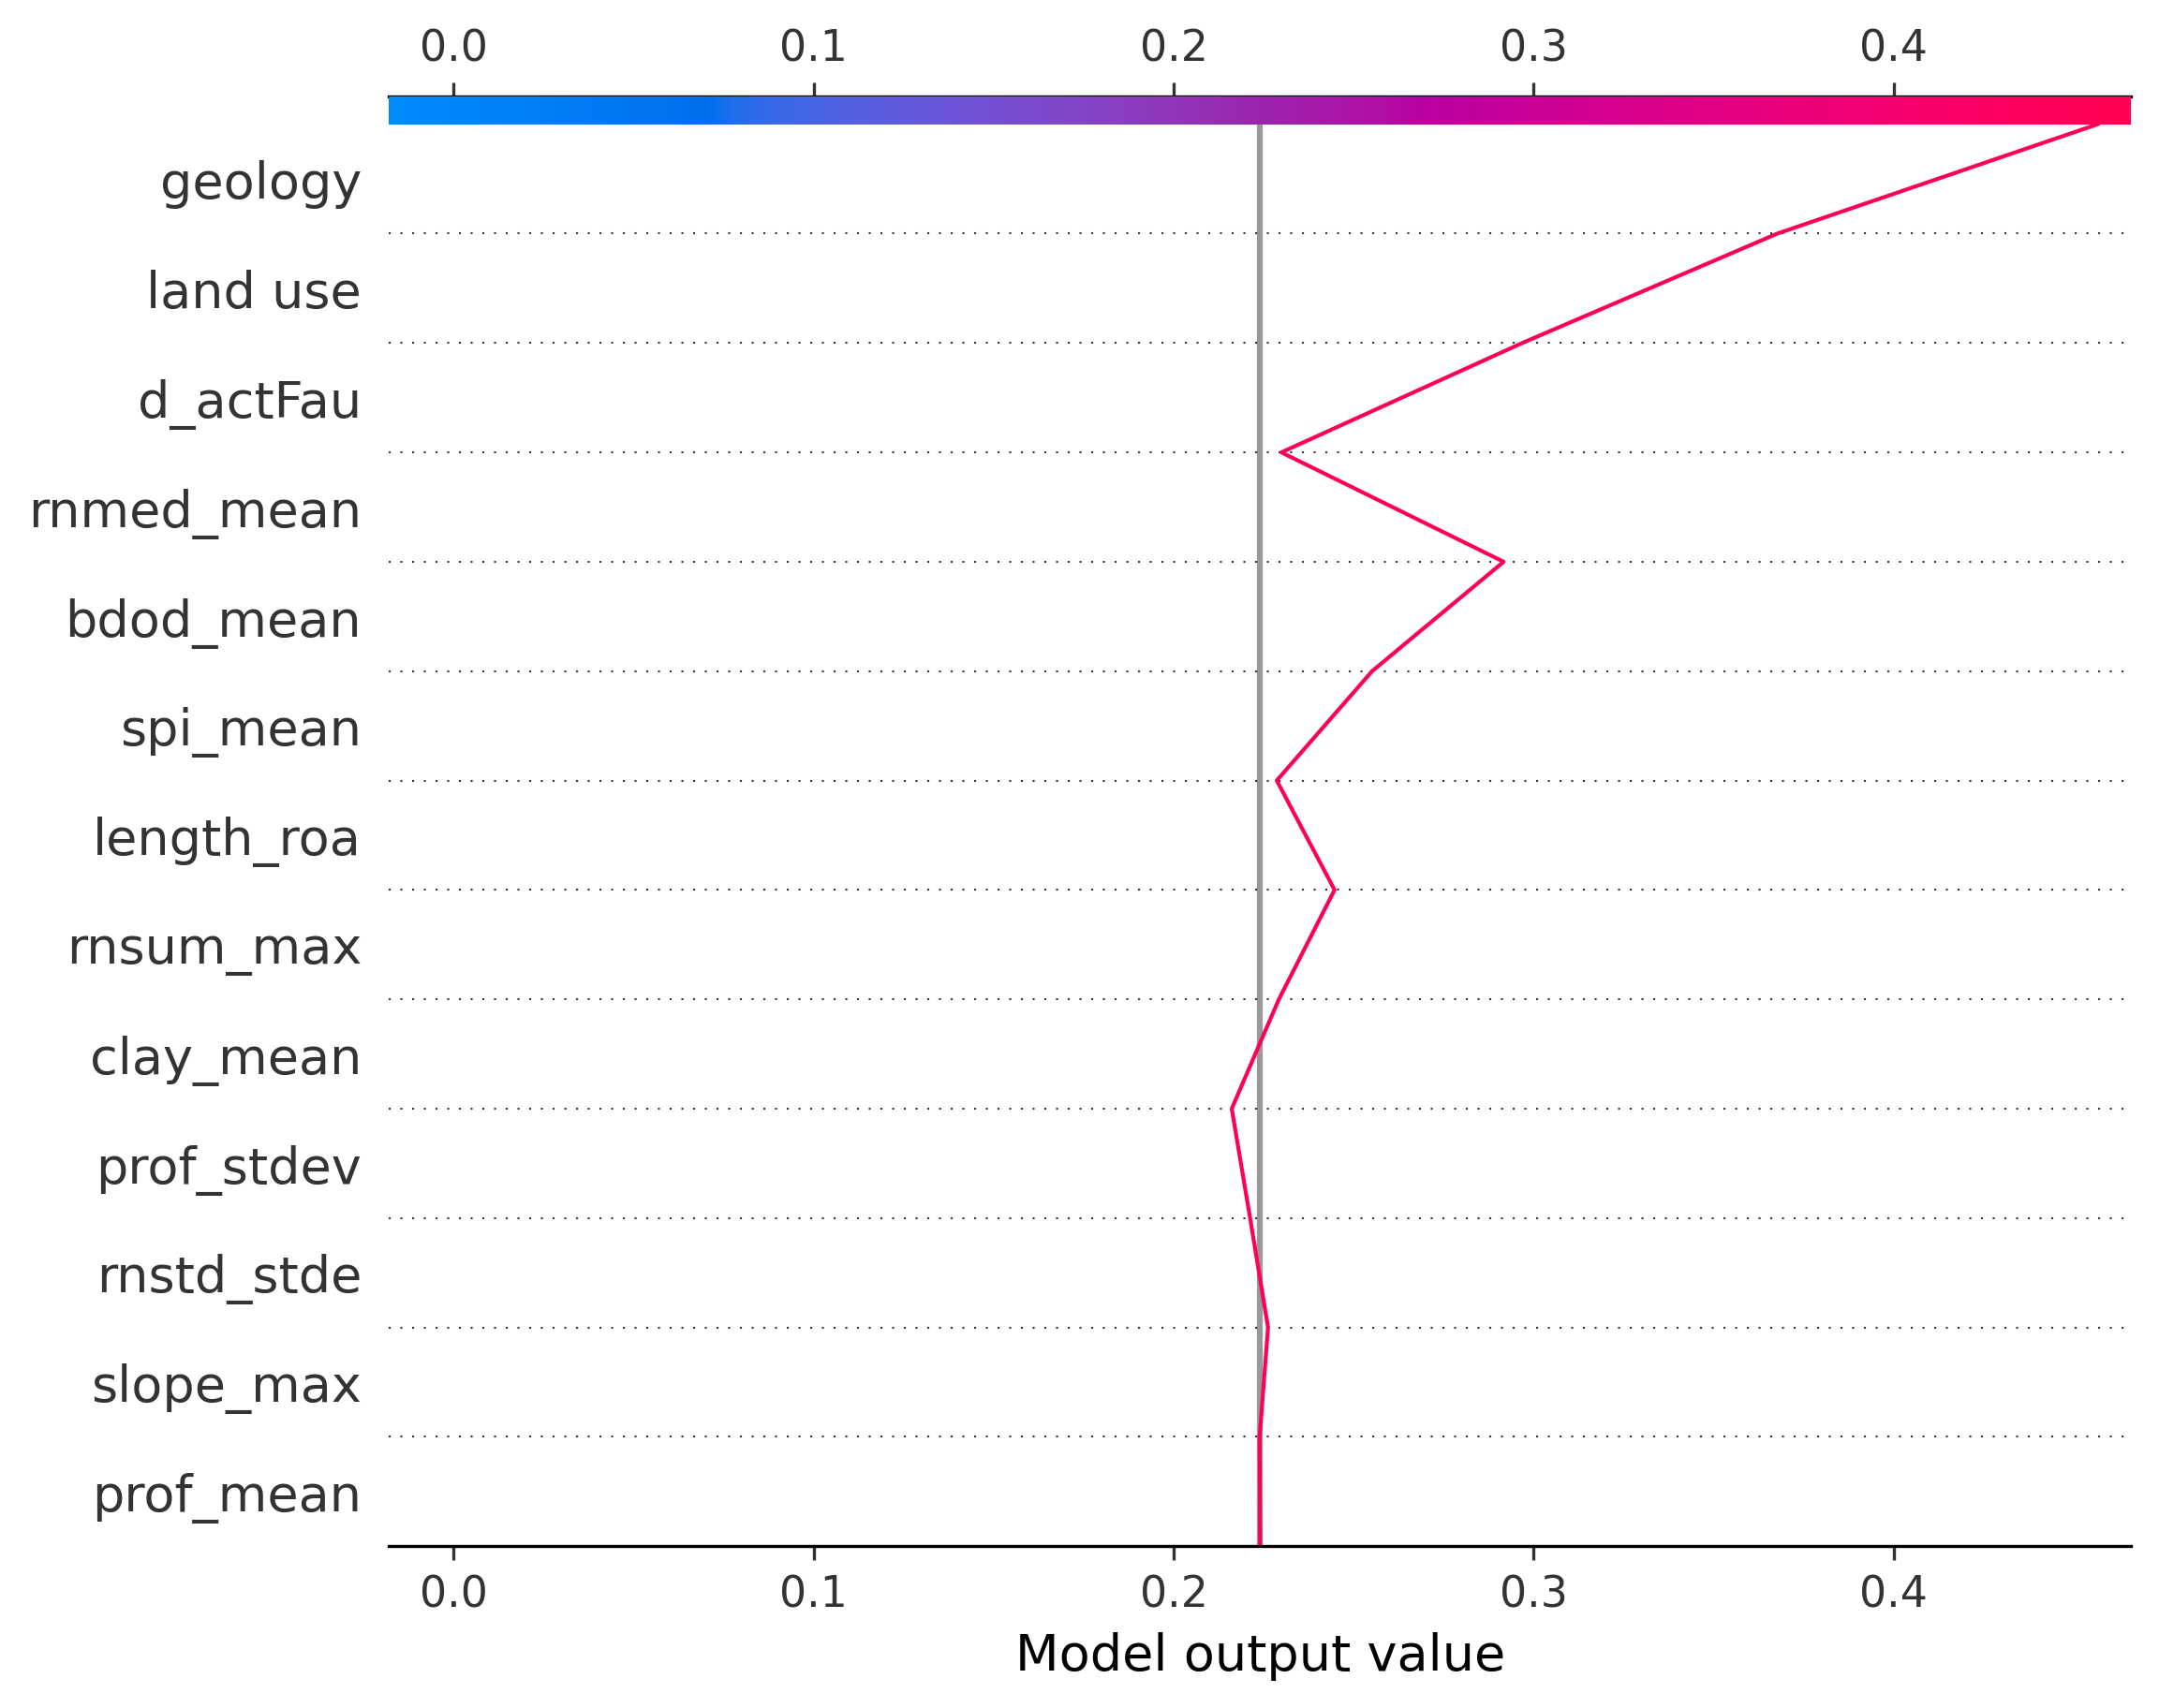 0.0 0.1 0.2 0.3 0.4
geology
land use
d_actFau
rnmed_mean
bdod_mean
spi_mean
length_roa
rnsum_max
clay_mean
prof_stdev
rnstd_stde
slope_max
prof_mean
0.0 0.1 0.2 0.3 0.4
Model output value